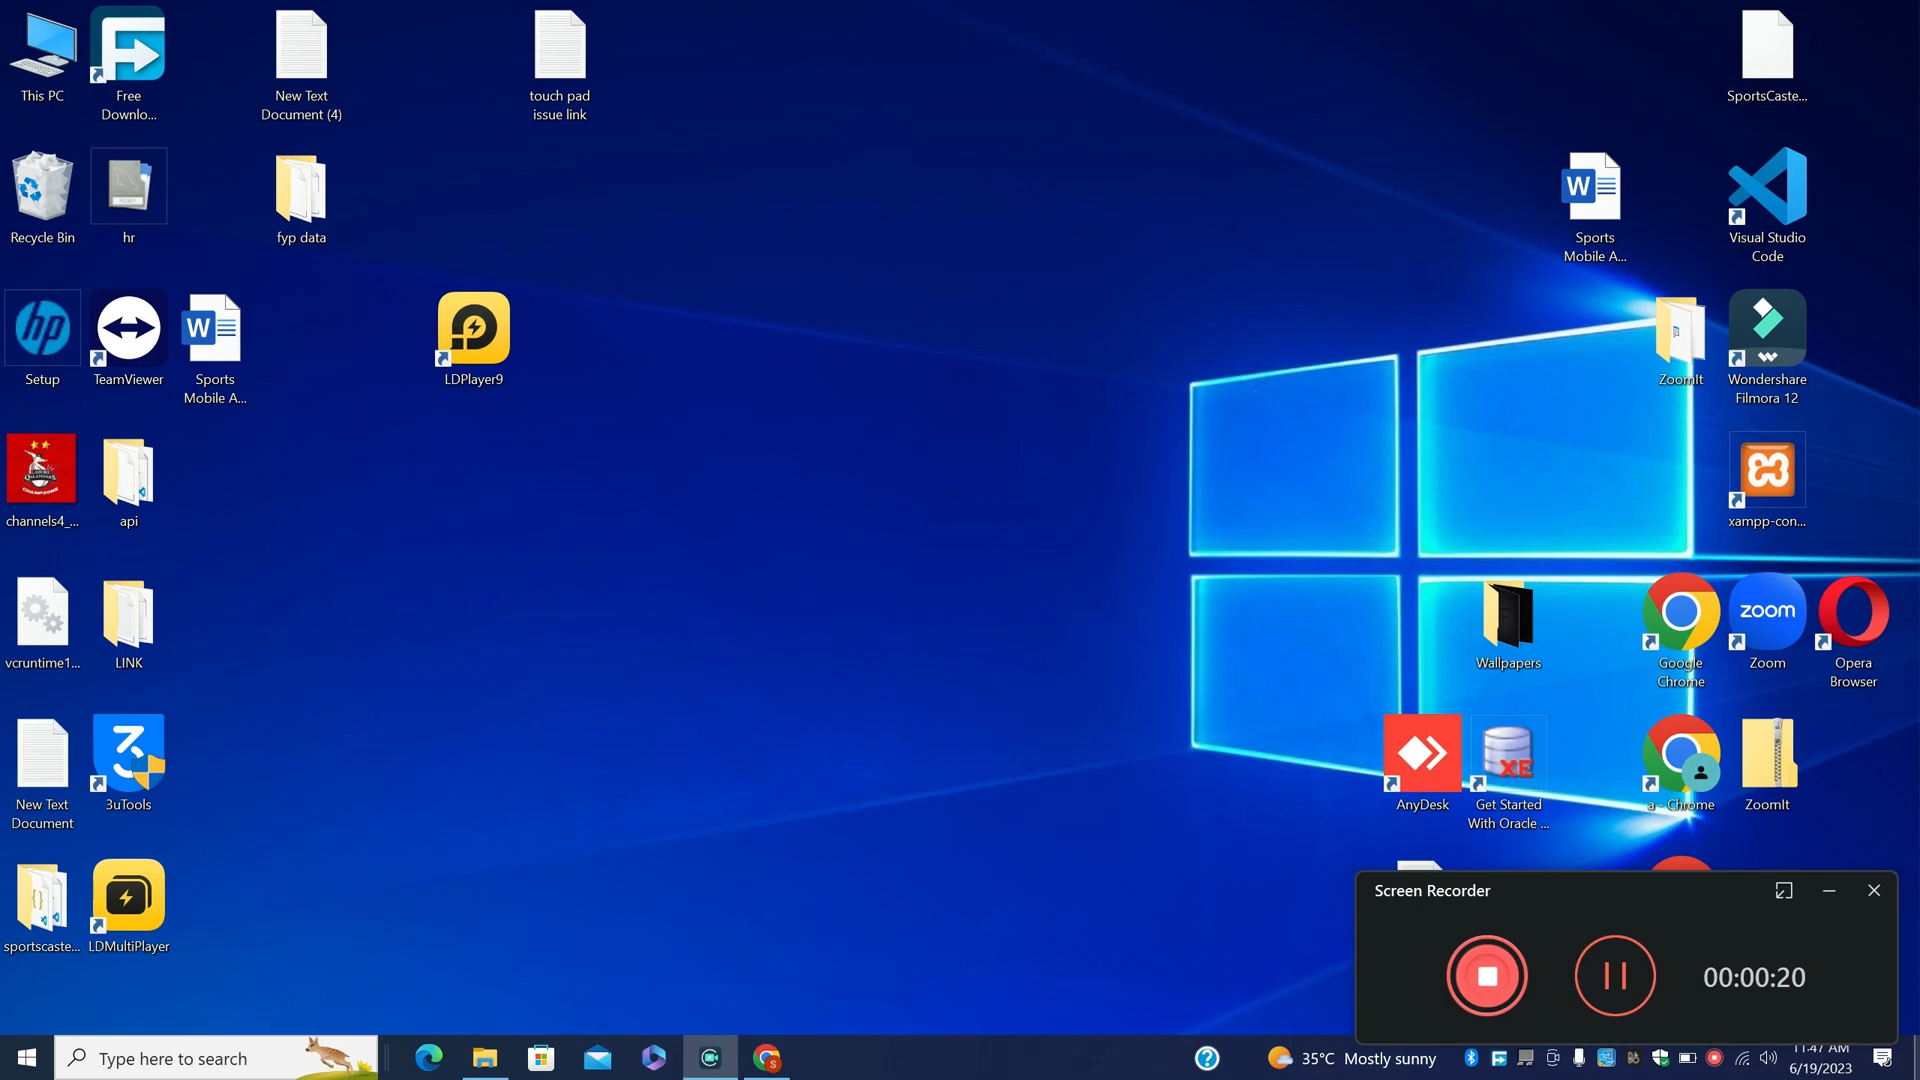 This PC
Free
Downlo...
New Text
Document (4)
touch pad
issue link
SportsCaste...
Recycle Bin
hr
fyp data
W
Sports
Mobile A...
Visual Studio
Code
hp
Setup
TeamViewer
W
Sports
Mobile A...
LDPlayer9
ZoomIt
Wondershare
Filmora 12
channels4_...
api
xampp-con...
vcruntime1...
LINK
Wallpapers
Google
Chrome
zoom
Zoom
Opera
Browser
New Text
Document
3uTools
AnyDesk
XE
Get Started
With Oracle ...
a - Chrome
ZoomIt
sportscaste...
LDMultiPlayer
Screen Recorder
00:00:20
Type here to search
S
35°C Mostly sunny
11:47 AM
6/19/2023